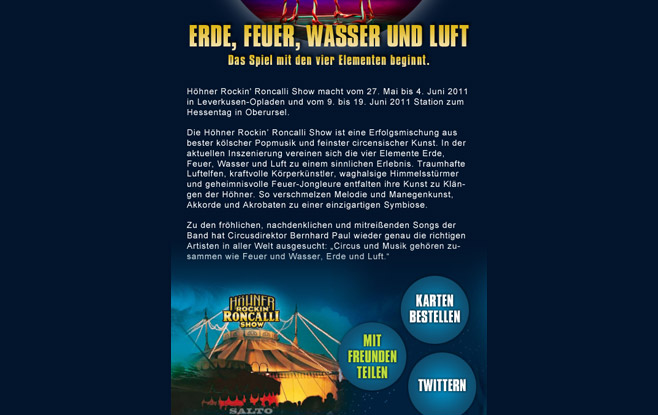 ERDE, FEUER, WASSER UND LUFT
Das Spiel mit den vier Elementen beginnt.
Höhner Rockin' Roncalli Show macht vom 27. Mai bis 4. Juni 2011
in Leverkusen-Opladen und vom 9. bis 19. Juni 2011 Station zum
Hessentag in Oberursel.
Die Höhner Rockin' Roncalli Show ist eine Erfolgsmischung aus
bester kölscher Popmusik und feinster circensischer Kunst. In der
aktuellen Inszenierung vereinen sich die vier Elemente Erde,
Feuer, Wasser und Luft zu einem sinnlichen Erlebnis. Traumhafte
Luftelfen, kraftvolle Körperkünstler, waghalsige Himmelsstürmer
und geheimnisvolle Feuer-Jongleure entfalten ihre Kunst zu Klän-
gen der Höhner. So verschmelzen Melodie und Manegenkunst,
Akkorde und Akrobaten zu einer einzigartigen Symbiose.
Zu den fröhlichen, nachdenklichen und mitreißenden Songs der
Band hat Circusdirektor Bernhard Paul wieder genau die richtigen
Artisten in aller Welt ausgesucht: „Circus und Musik gehören zu-
sammen wie Feuer und Wasser, Erde und Luft.“
HÖHNER
ROCKIN'
RONCALLI
SHOW
KARTEN
BESTELLEN
MIT
FREUNDEN
TEILEN
TWITTERN
SALTO